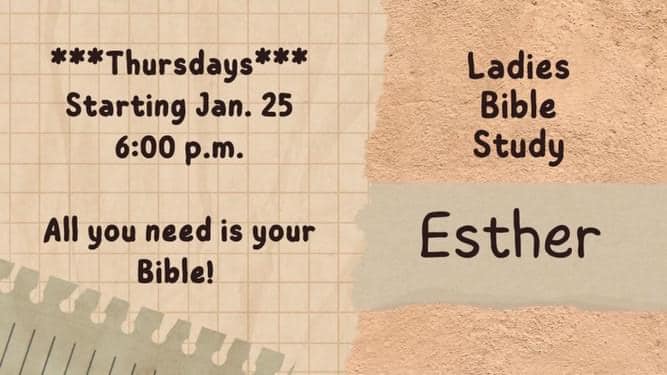 ***Thursdays***
Starting Jan. 25
6:00 p.m.
All you need is your
Bible!
Ladies
Bible
Study
Esther